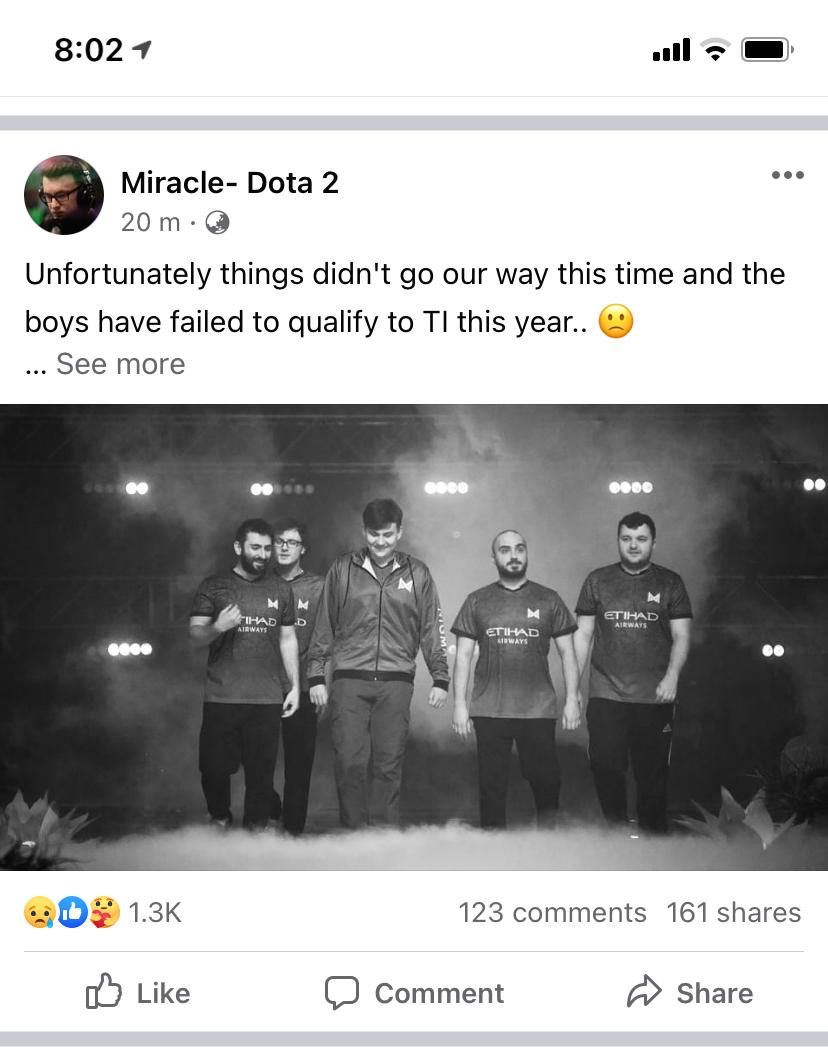 8:02
Miracle- Dota 2
20 m ·
Unfortunately things didn't go our way this time and the
boys have failed to qualify to TI this year.. 🙁
... See more
ETIHAD
AIRWAYS
ETIHAD
AIRWAYS
ETIHAD
AIRWAYS
1.3K 123 comments 161 shares
Like Comment Share